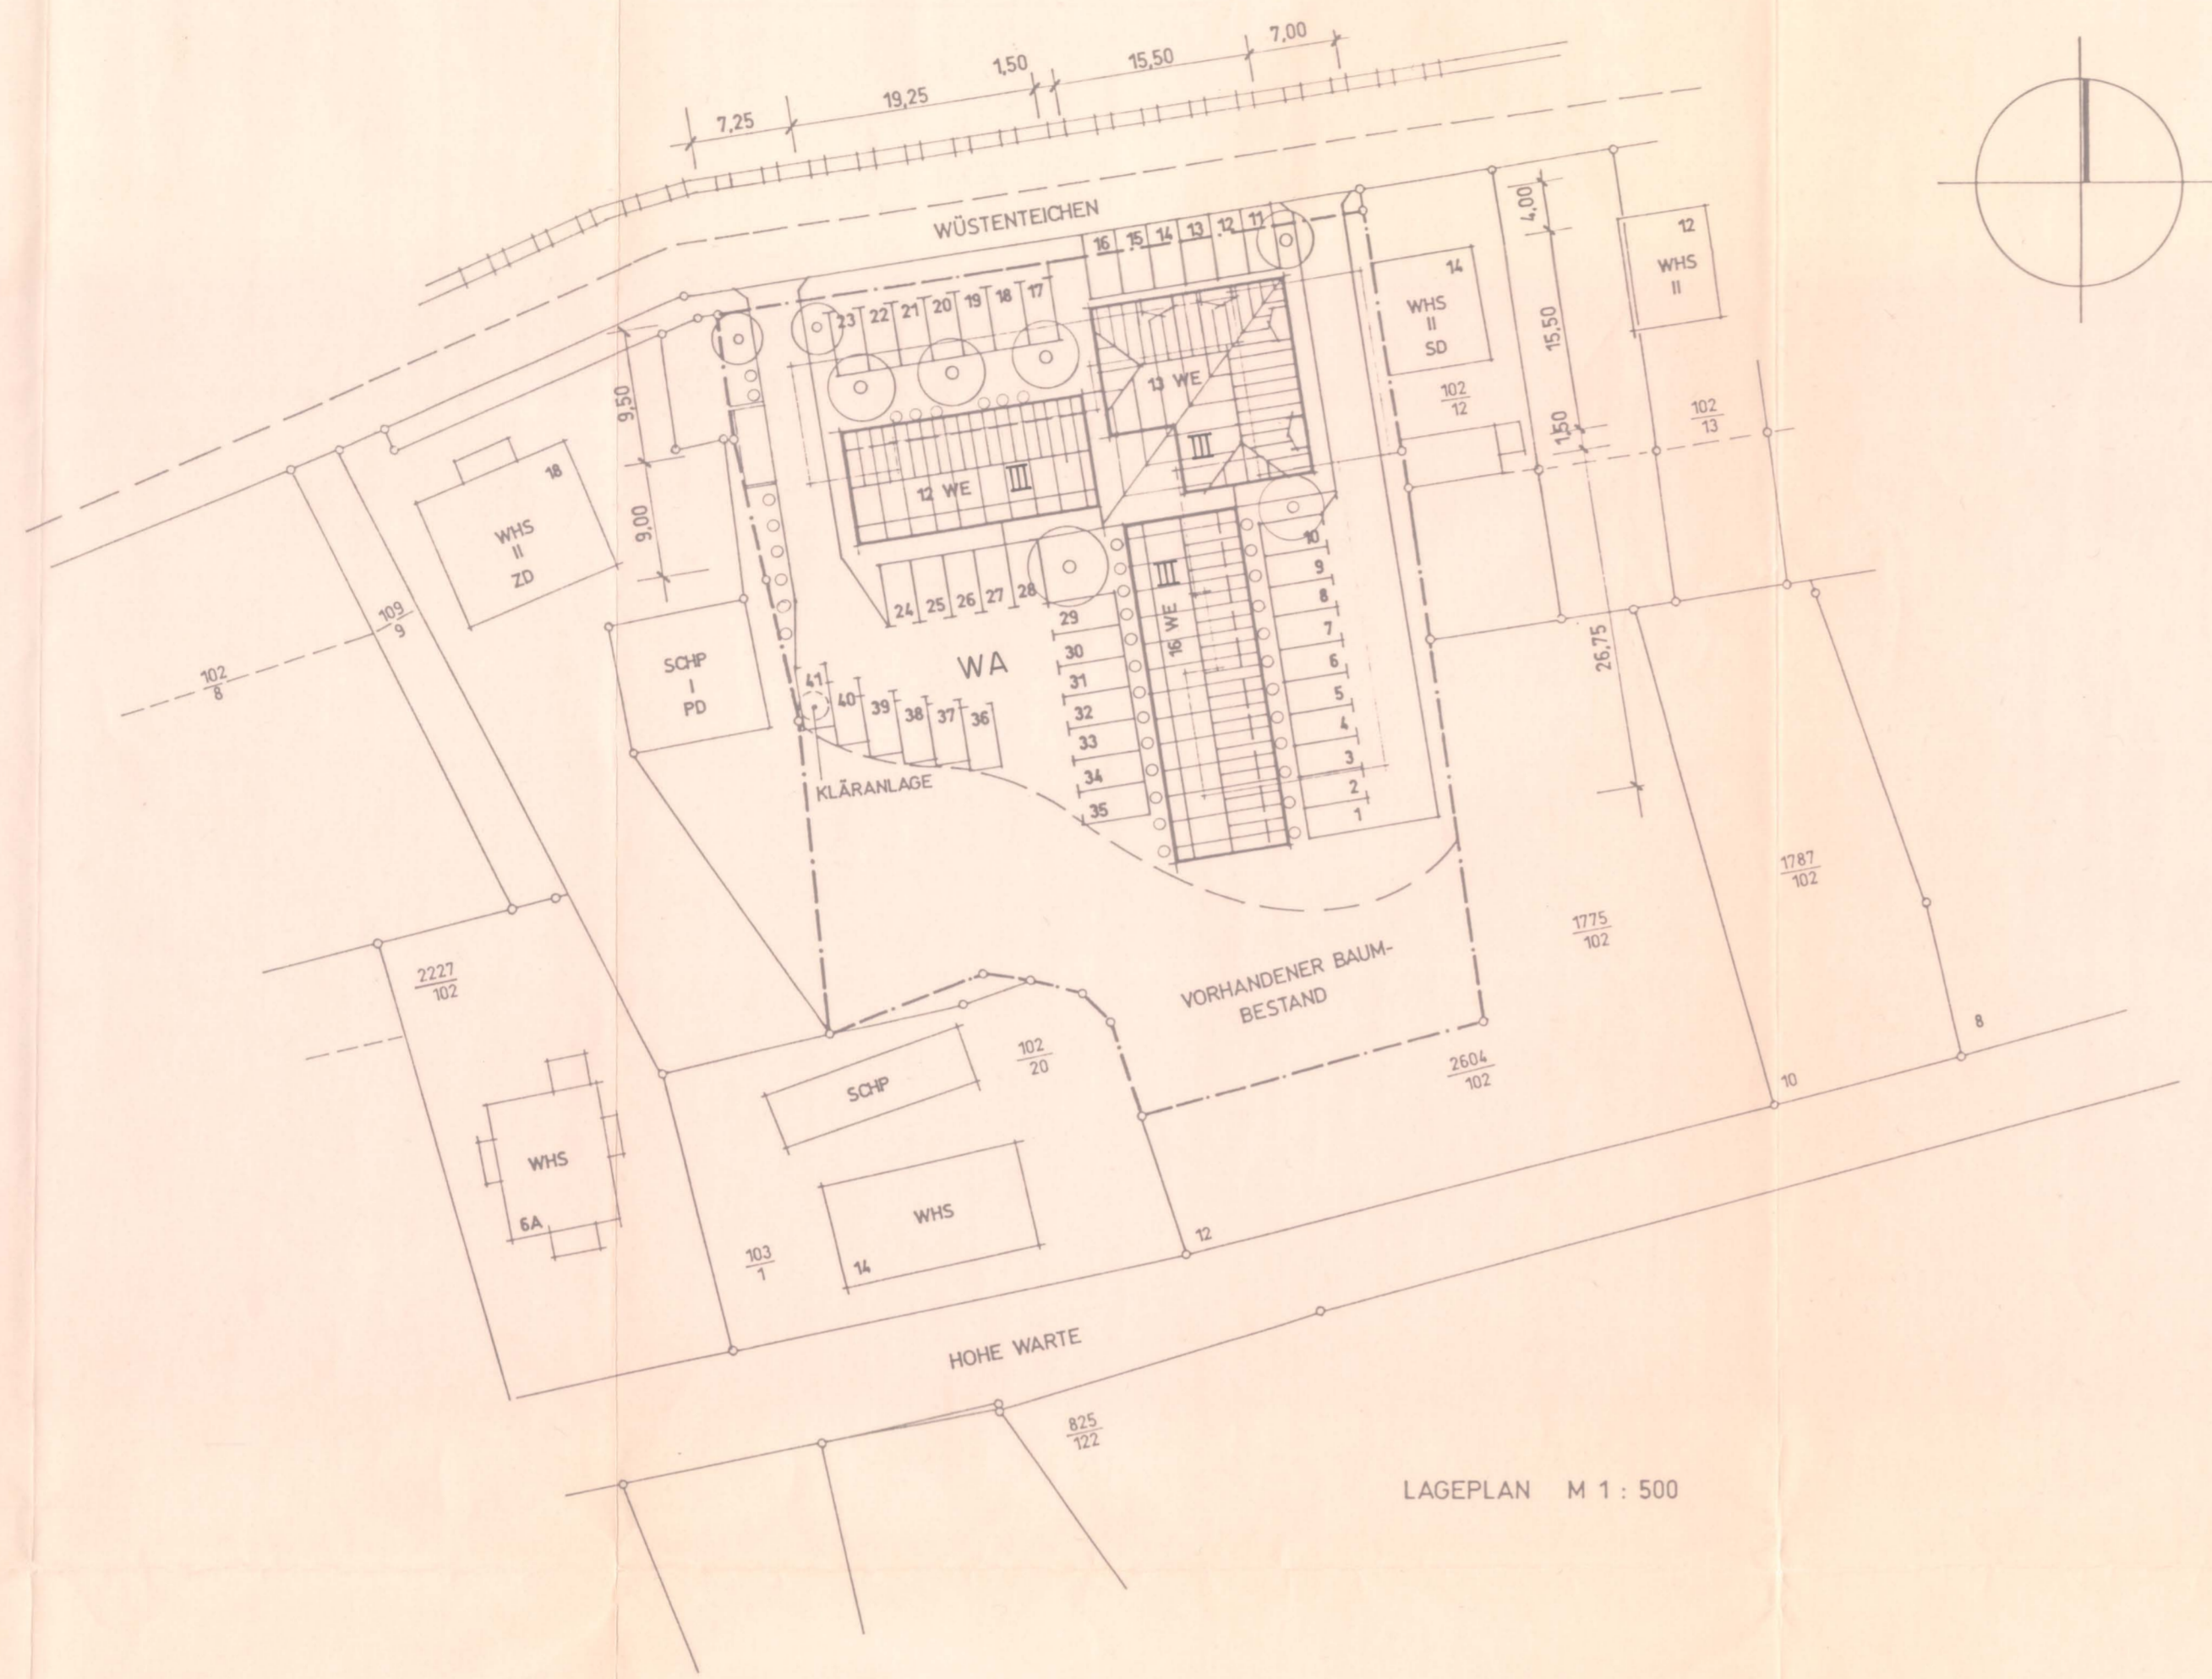 7,25
19,25
1,50
15,50
7,00
WÜSTENTEICHEN
16
15
14
13
12
11
23
22
21
20
19
18
17
4,00
15,50
1,50
26,75
12
WHS
II
14
WHS
II
SD
102
12
102
13
9,50
9,00
18
WHS
II
ZD
13 WE
III
12 WE
III
16 WE
III
109
9
102
8
SCHP
I
PD
24
25
26
27
28
29
30
31
32
33
34
35
10
9
8
7
6
5
4
3
2
1
WA
41
40
39
38
37
36
KLÄRANLAGE
1787
102
1775
102
VORHANDENER BAUM-
BESTAND
2227
102
102
20
2604
102
SCHP
8
10
WHS
6A
WHS
14
103
1
12
HOHE WARTE
825
122
LAGEPLAN M 1 : 500